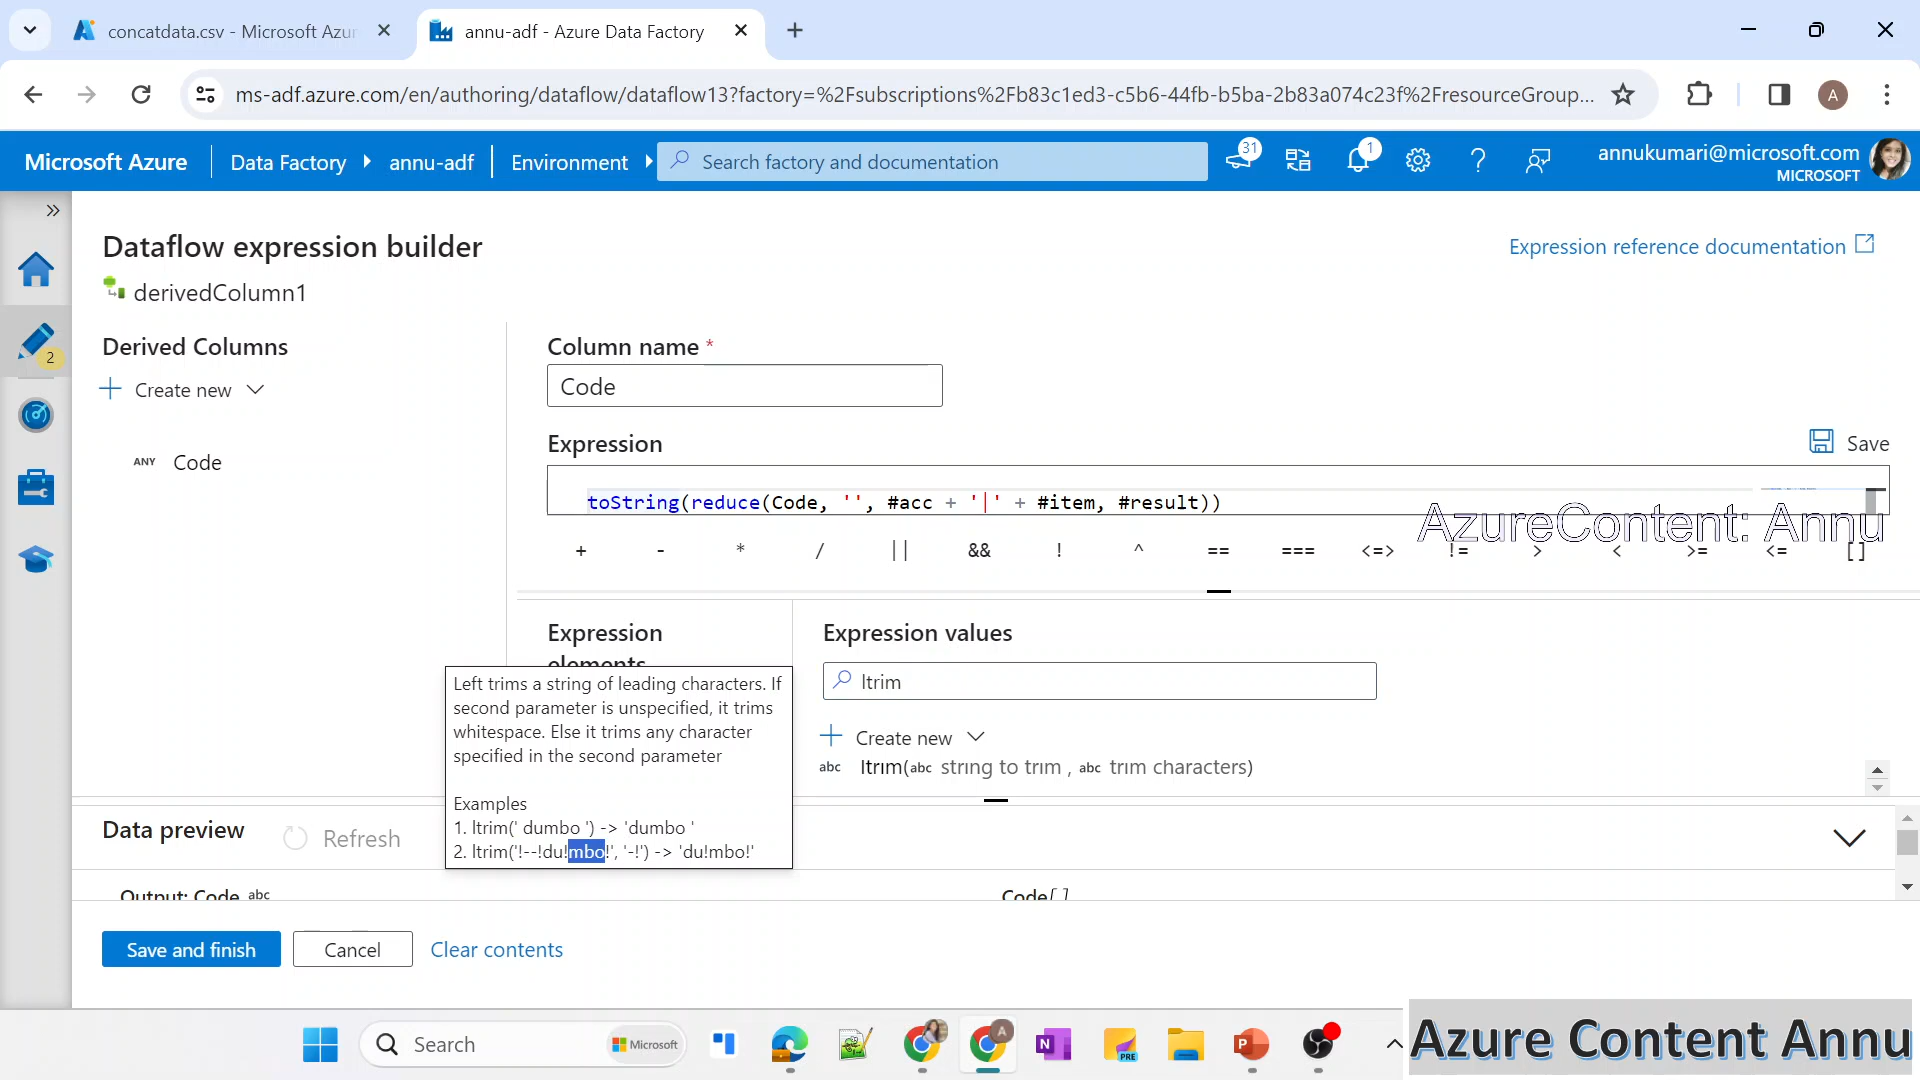 concatdata.csv - Microsoft Azur
annu-adf - Azure Data Factory
ms-adf.azure.com/en/authoring/dataflow/dataflow13?factory=%2Fsubscriptions%2Fb83c1ed3-c5b6-44fb-b5ba-2b83a074c23f%2FresourceGroup...
A
Microsoft Azure
Data Factory
annu-adf
Environment
Search factory and documentation
31
1
annukumari@microsoft.com
MICROSOFT
Dataflow expression builder
Expression reference documentation
derivedColumn1
Derived Columns
Create new
ANY Code
2
Column name *
Code
Expression
Save
toString(reduce(Code, '', #acc + '|' + #item, #result))
AzureContent: Annu
+ - * / || && ! ^ == === <=> != > < >= <= []
Expression
elements
Expression values
ltrim
Create new
abc ltrim(abc string to trim , abc trim characters)
Left trims a string of leading characters. If
second parameter is unspecified, it trims
whitespace. Else it trims any character
specified in the second parameter
Examples
1. ltrim(' dumbo ') -> 'dumbo '
2. ltrim('!--!du!mbo!', '-!') -> 'du!mbo!'
Data preview
Refresh
Output: Code abc
Code[ ]
Save and finish
Cancel
Clear contents
Search
Microsoft
A
N
PRE
P
Azure Content Annu